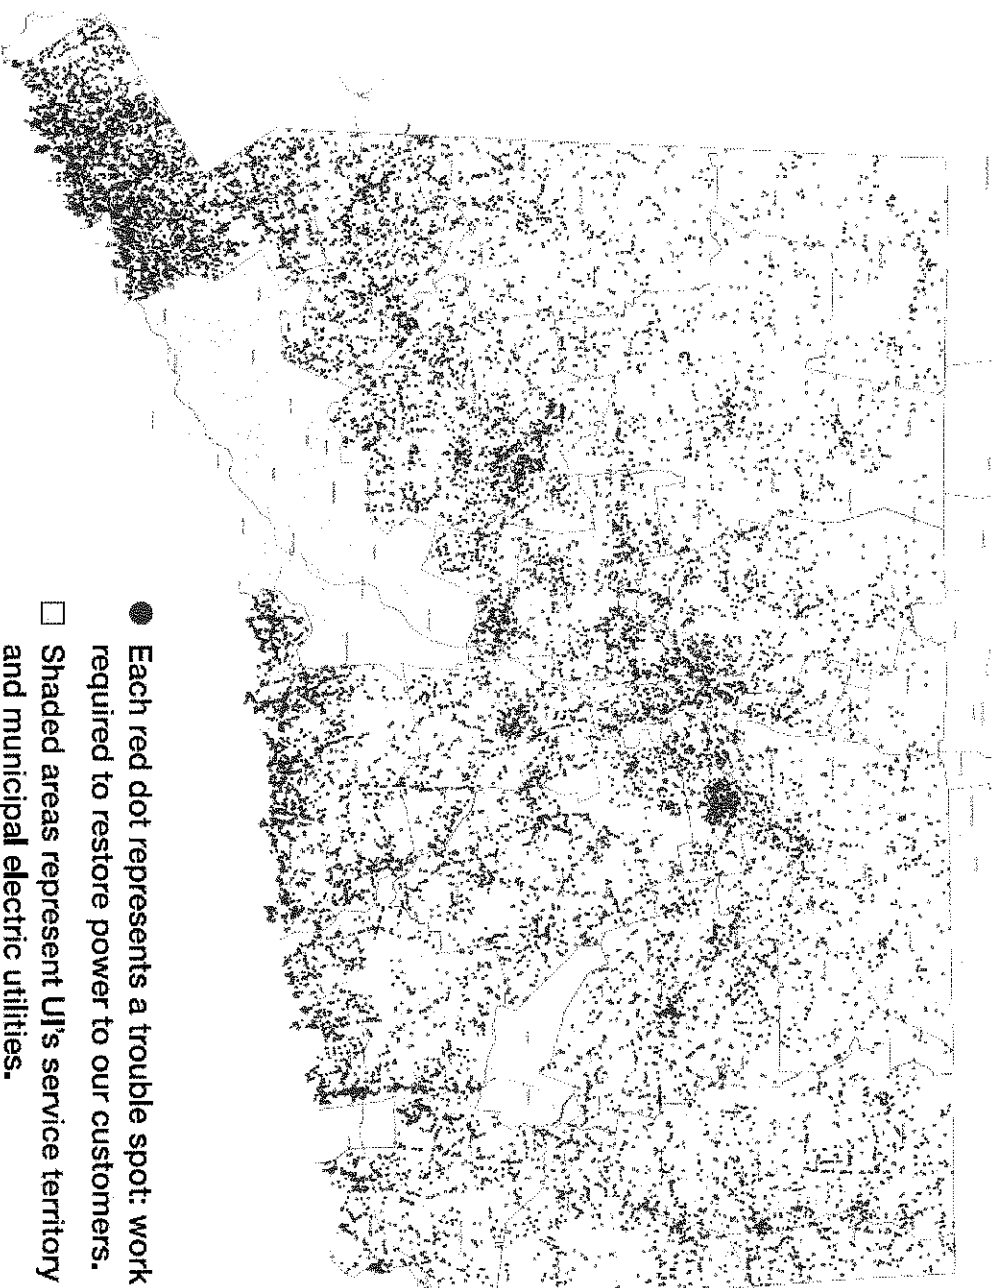 ● Each red dot represents a trouble spot: work
required to restore power to our customers.
□ Shaded areas represent UI's service territory
and municipal electric utilities.